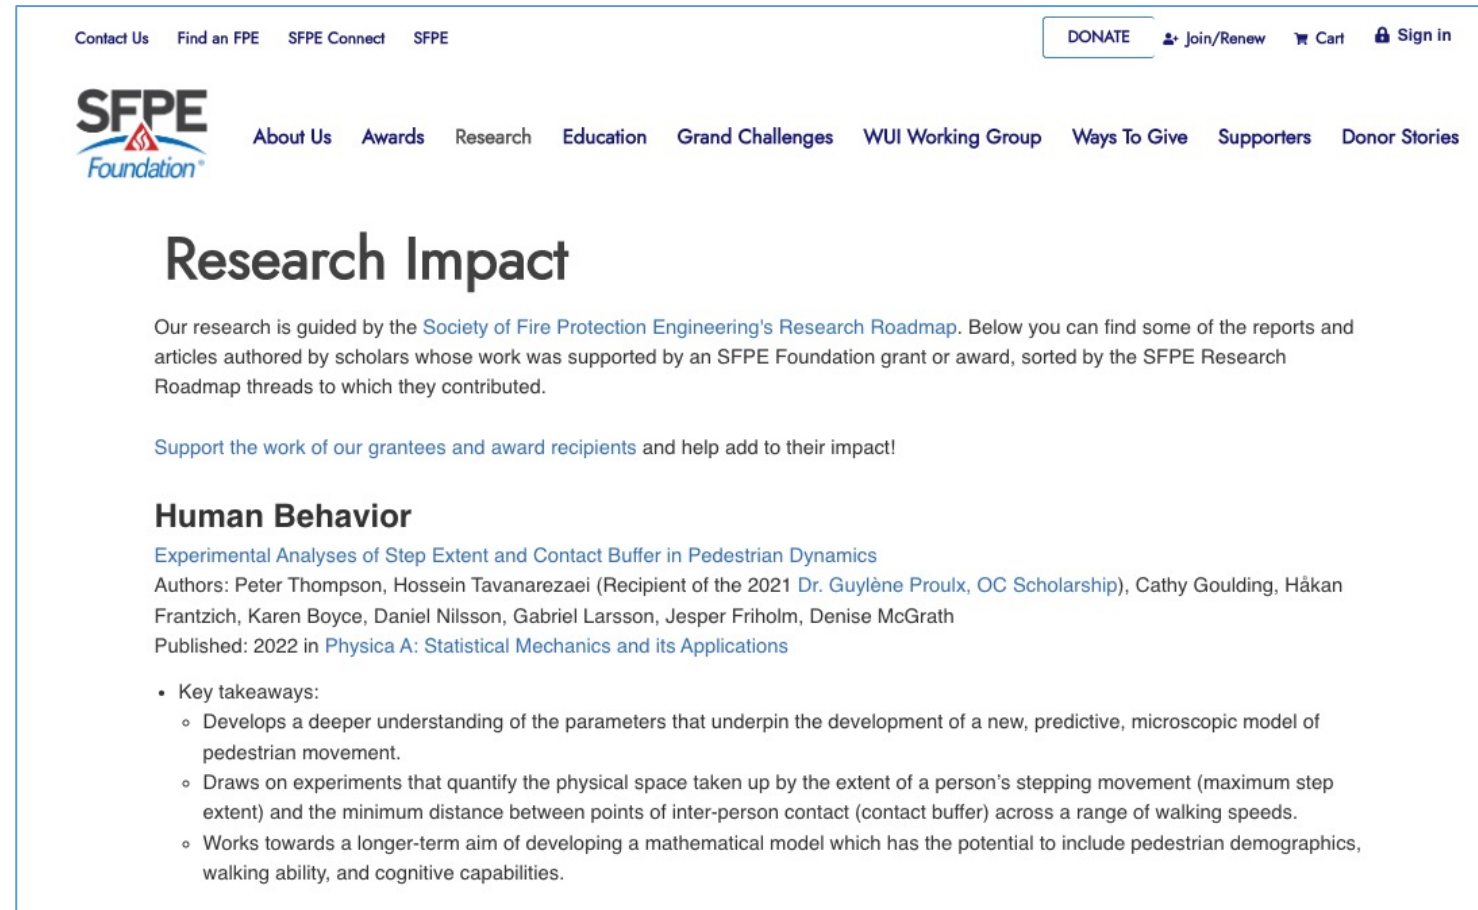 Contact Us Find an FPE SFPE Connect SFPE DONATE Join/Renew Cart Sign in
SFPE
Foundation®
About Us Awards Research Education Grand Challenges WUI Working Group Ways To Give Supporters Donor Stories
Research Impact
Our research is guided by the Society of Fire Protection Engineering's Research Roadmap. Below you can find some of the reports and
articles authored by scholars whose work was supported by an SFPE Foundation grant or award, sorted by the SFPE Research
Roadmap threads to which they contributed.
Support the work of our grantees and award recipients and help add to their impact!
Human Behavior
Experimental Analyses of Step Extent and Contact Buffer in Pedestrian Dynamics
Authors: Peter Thompson, Hossein Tavanarezaei (Recipient of the 2021 Dr. Guylène Proulx, OC Scholarship), Cathy Goulding, Håkan
Frantzich, Karen Boyce, Daniel Nilsson, Gabriel Larsson, Jesper Friholm, Denise McGrath
Published: 2022 in Physica A: Statistical Mechanics and its Applications
• Key takeaways:
◦ Develops a deeper understanding of the parameters that underpin the development of a new, predictive, microscopic model of
pedestrian movement.
◦ Draws on experiments that quantify the physical space taken up by the extent of a person's stepping movement (maximum step
extent) and the minimum distance between points of inter-person contact (contact buffer) across a range of walking speeds.
◦ Works towards a longer-term aim of developing a mathematical model which has the potential to include pedestrian demographics,
walking ability, and cognitive capabilities.